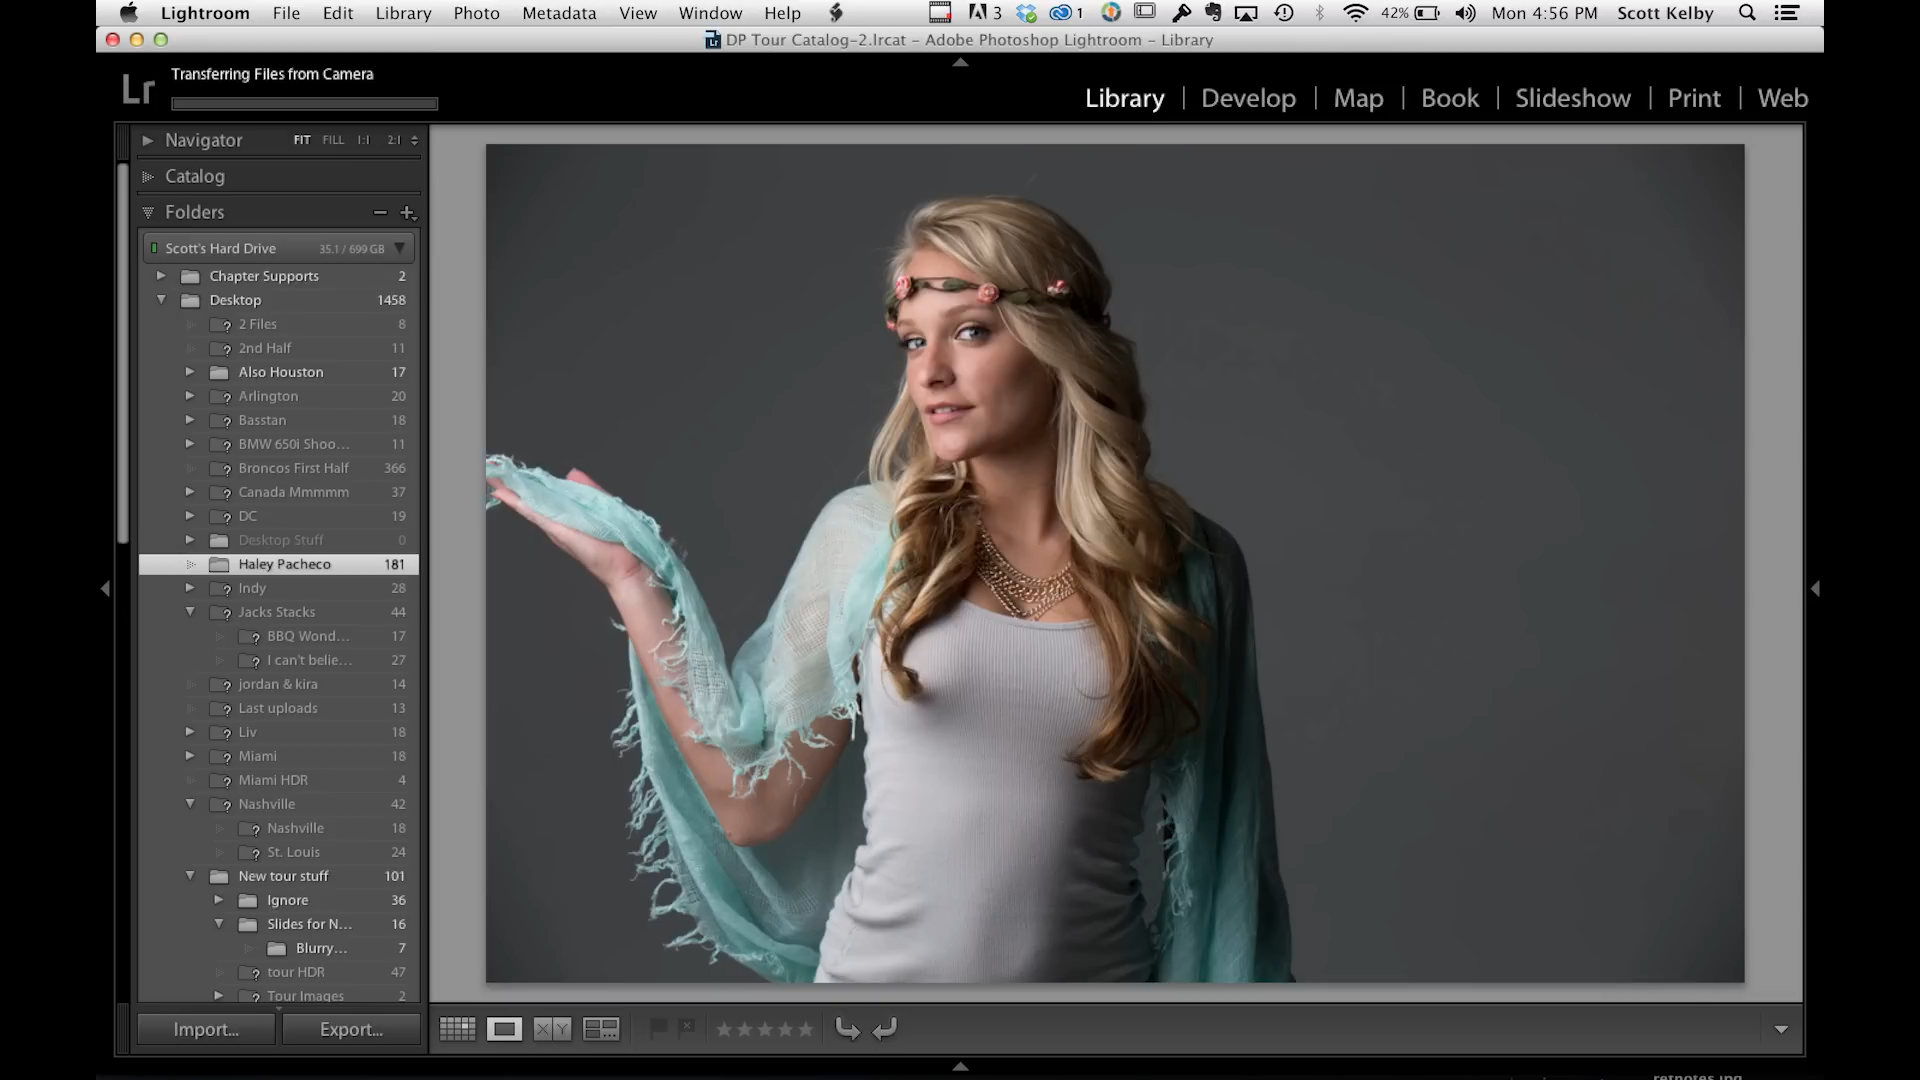 Lightroom File Edit Library Photo Metadata View Window Help 3 1 42% Mon 4:56 PM Scott Kelby
DP Tour Catalog-2.lrcat - Adobe Photoshop Lightroom - Library
Lr Transferring Files from Camera
Library | Develop | Map | Book | Slideshow | Print | Web
Navigator FIT FILL 1:1 2:1
Catalog
Folders
Scott's Hard Drive 35.1 / 699 GB
Chapter Supports 2
Desktop 1458
2 Files 8
2nd Half 11
Also Houston 17
Arlington 20
Basstan 18
BMW 650i Shoo... 11
Broncos First Half 366
Canada Mmmmm 37
DC 19
Desktop Stuff 0
Haley Pacheco 181
Indy 28
Jacks Stacks 44
BBQ Wond... 17
I can't belie... 27
jordan & kira 14
Last uploads 13
Liv 18
Miami 18
Miami HDR 4
Nashville 42
Nashville 18
St. Louis 24
New tour stuff 101
Ignore 36
Slides for N... 16
Blurry... 7
tour HDR 47
Tour Images 2
Import... Export...
XY